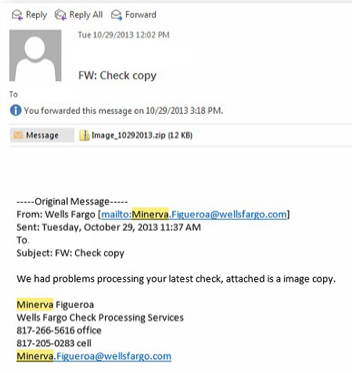 Reply Reply All Forward
Tue 10/29/2013 12:02 PM
FW: Check copy
To
You forwarded this message on 10/29/2013 3:18 PM.
Message Image_10292013.zip (12 KB)
-----Original Message-----
From: Wells Fargo [mailto:Minerva.Figueroa@wellsfargo.com]
Sent: Tuesday, October 29, 2013 11:37 AM
To
Subject: FW: Check copy
We had problems processing your latest check, attached is a image copy.
Minerva Figueroa
Wells Fargo Check Processing Services
817-266-5616 office
817-205-0283 cell
Minerva.Figueroa@wellsfargo.com